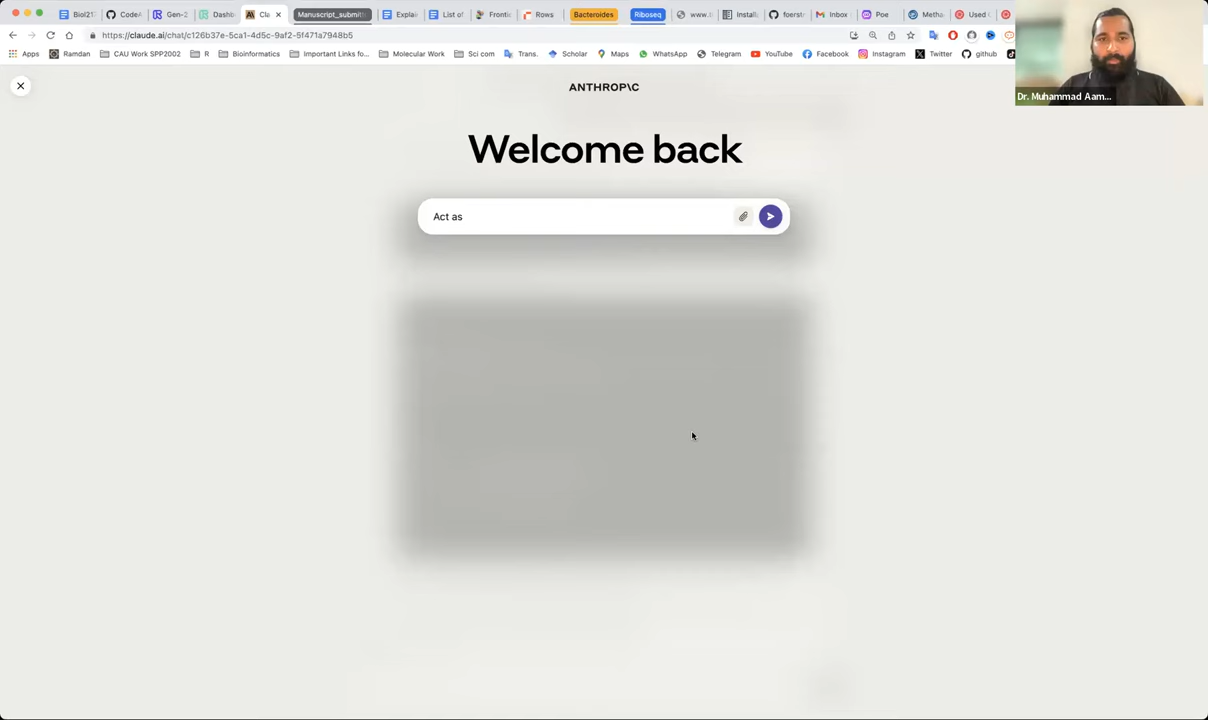 Biol21
CodeA
Gen-2
Dashb
Cla
Manuscript_submitt
Explai
List of
Fronti
Rows
Bacteroides
Riboseq
www.
Install
foerst
Inbox
Poe
Metha
Used
https://claude.ai/chat/c126b37e-5ca1-4d5c-9af2-5f471a7948b5
Apps Ramdan CAU Work SPP2002 R Bioinformatics Important Links fo... Molecular Work Sci com Trans. Scholar Maps WhatsApp Telegram YouTube Facebook Instagram Twitter github
Dr. Muhammad Aam...
ANTHROP\C
Welcome back
Act as